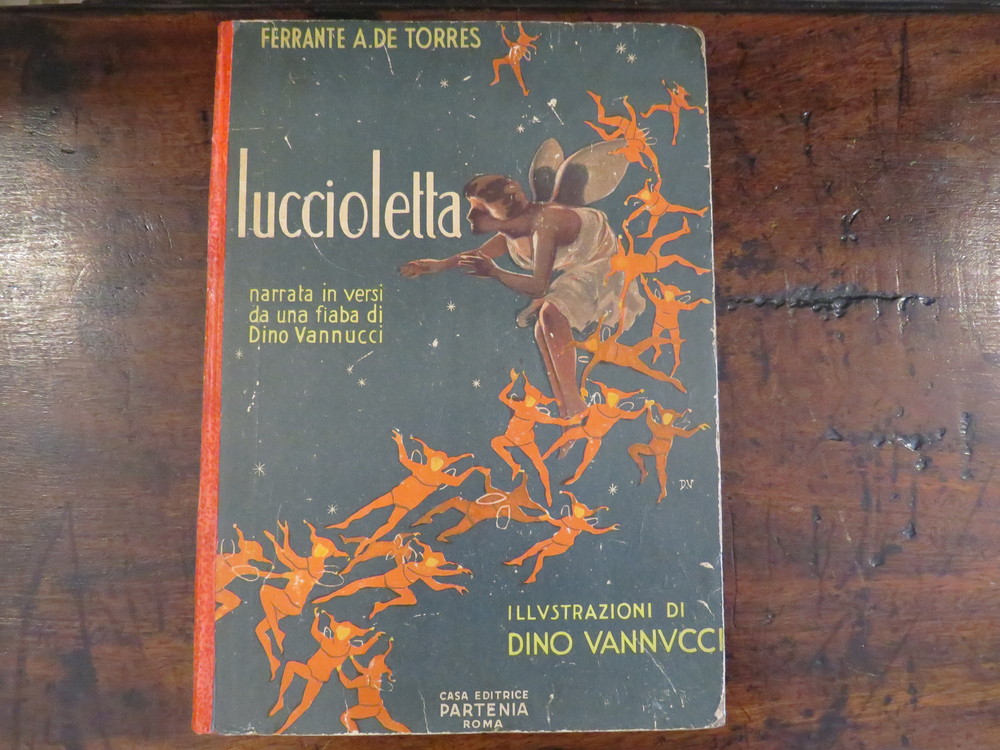 FERRANTE A. DE TORRES
luccioletta
narrata in versi
da una fiaba di
Dino Vannucci
DV
ILLVSTRAZIONI DI
DINO VANNVCCI
CASA EDITRICE
PARTENIA
ROMA